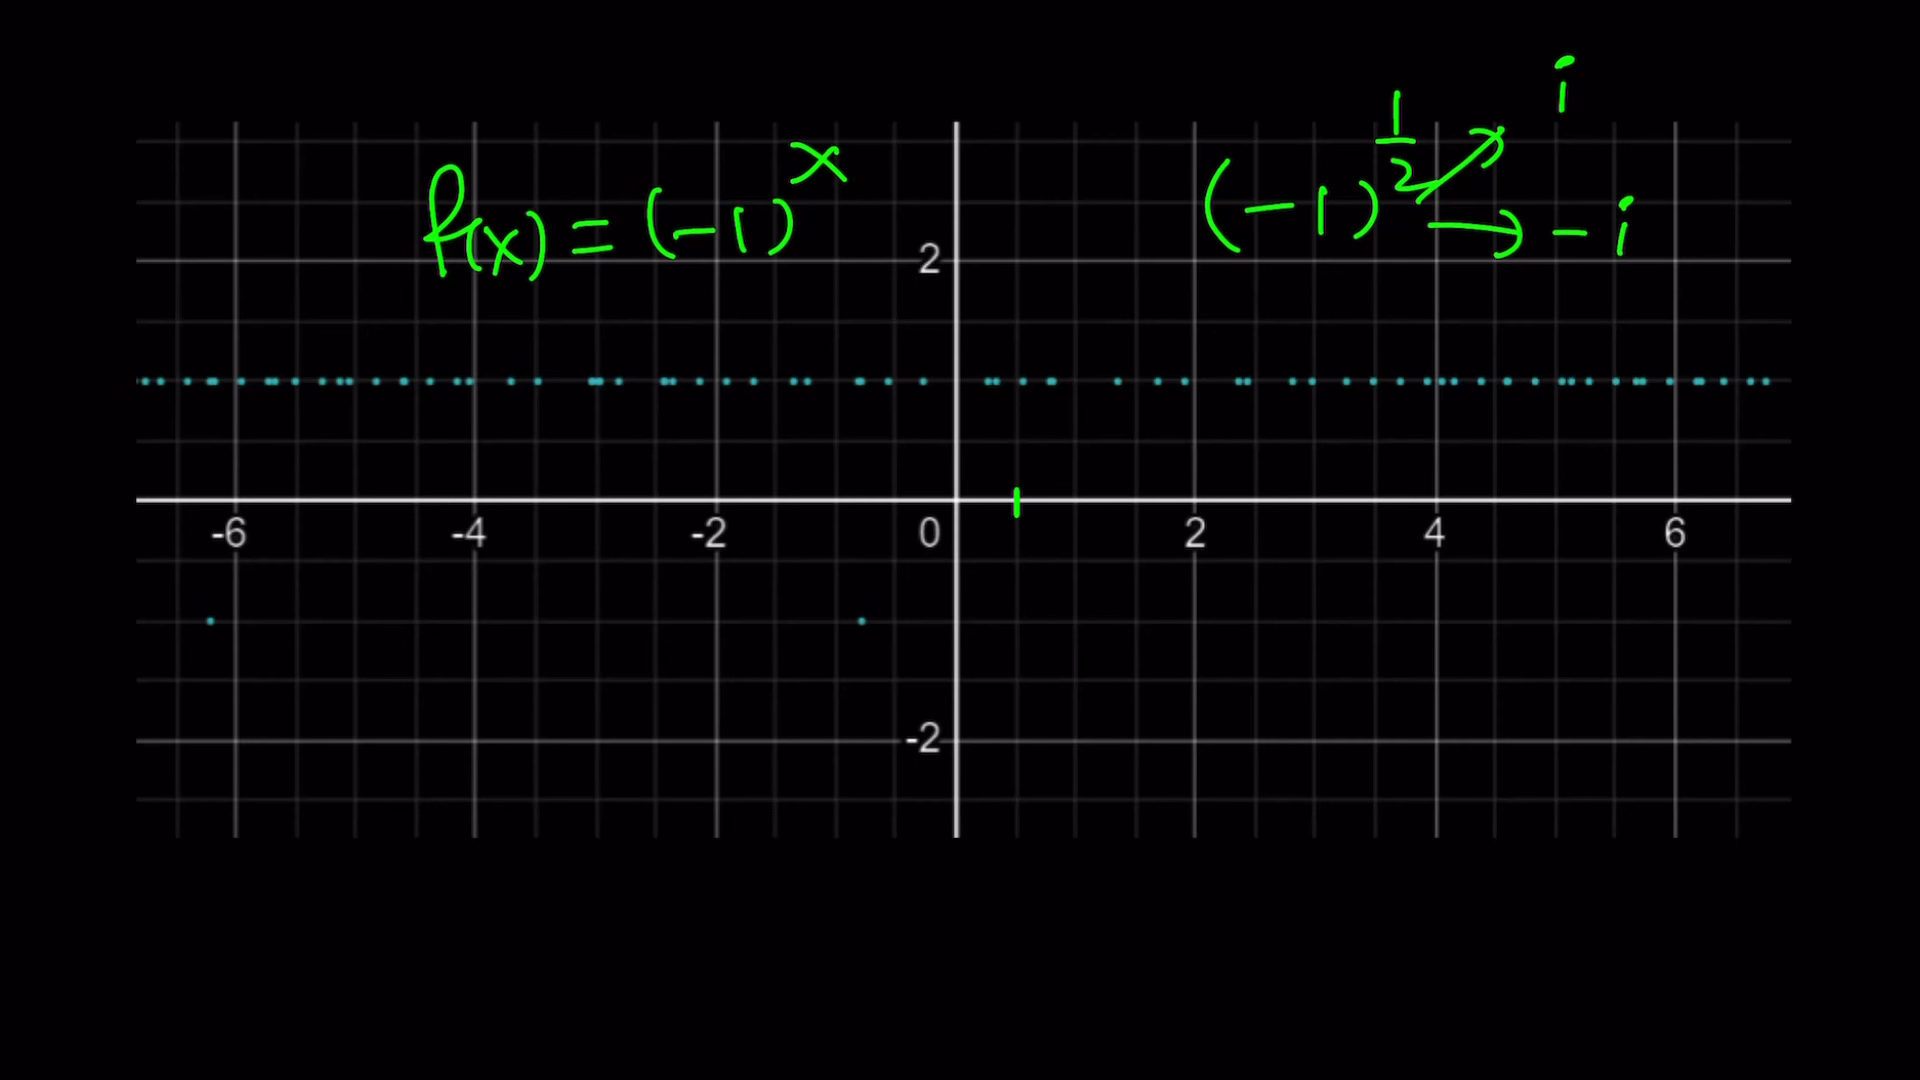 i
f(x) = (-1)^x
(-1)^1/2 → -i
2
-6 -4 -2 0 2 4 6
-2